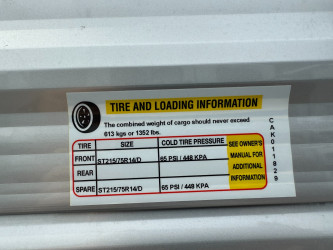 TIRE AND LOADING INFORMATION
The combined weight of cargo should never exceed
613 kgs or 1352 lbs.
TIRE SIZE COLD TIRE PRESSURE SEE OWNER'S
FRONT ST215/75R14/D 65 PSI / 448 KPA MANUAL FOR
REAR ADDITIONAL
SPARE ST215/75R14/D 65 PSI / 448 KPA INFORMATION
CAK011829